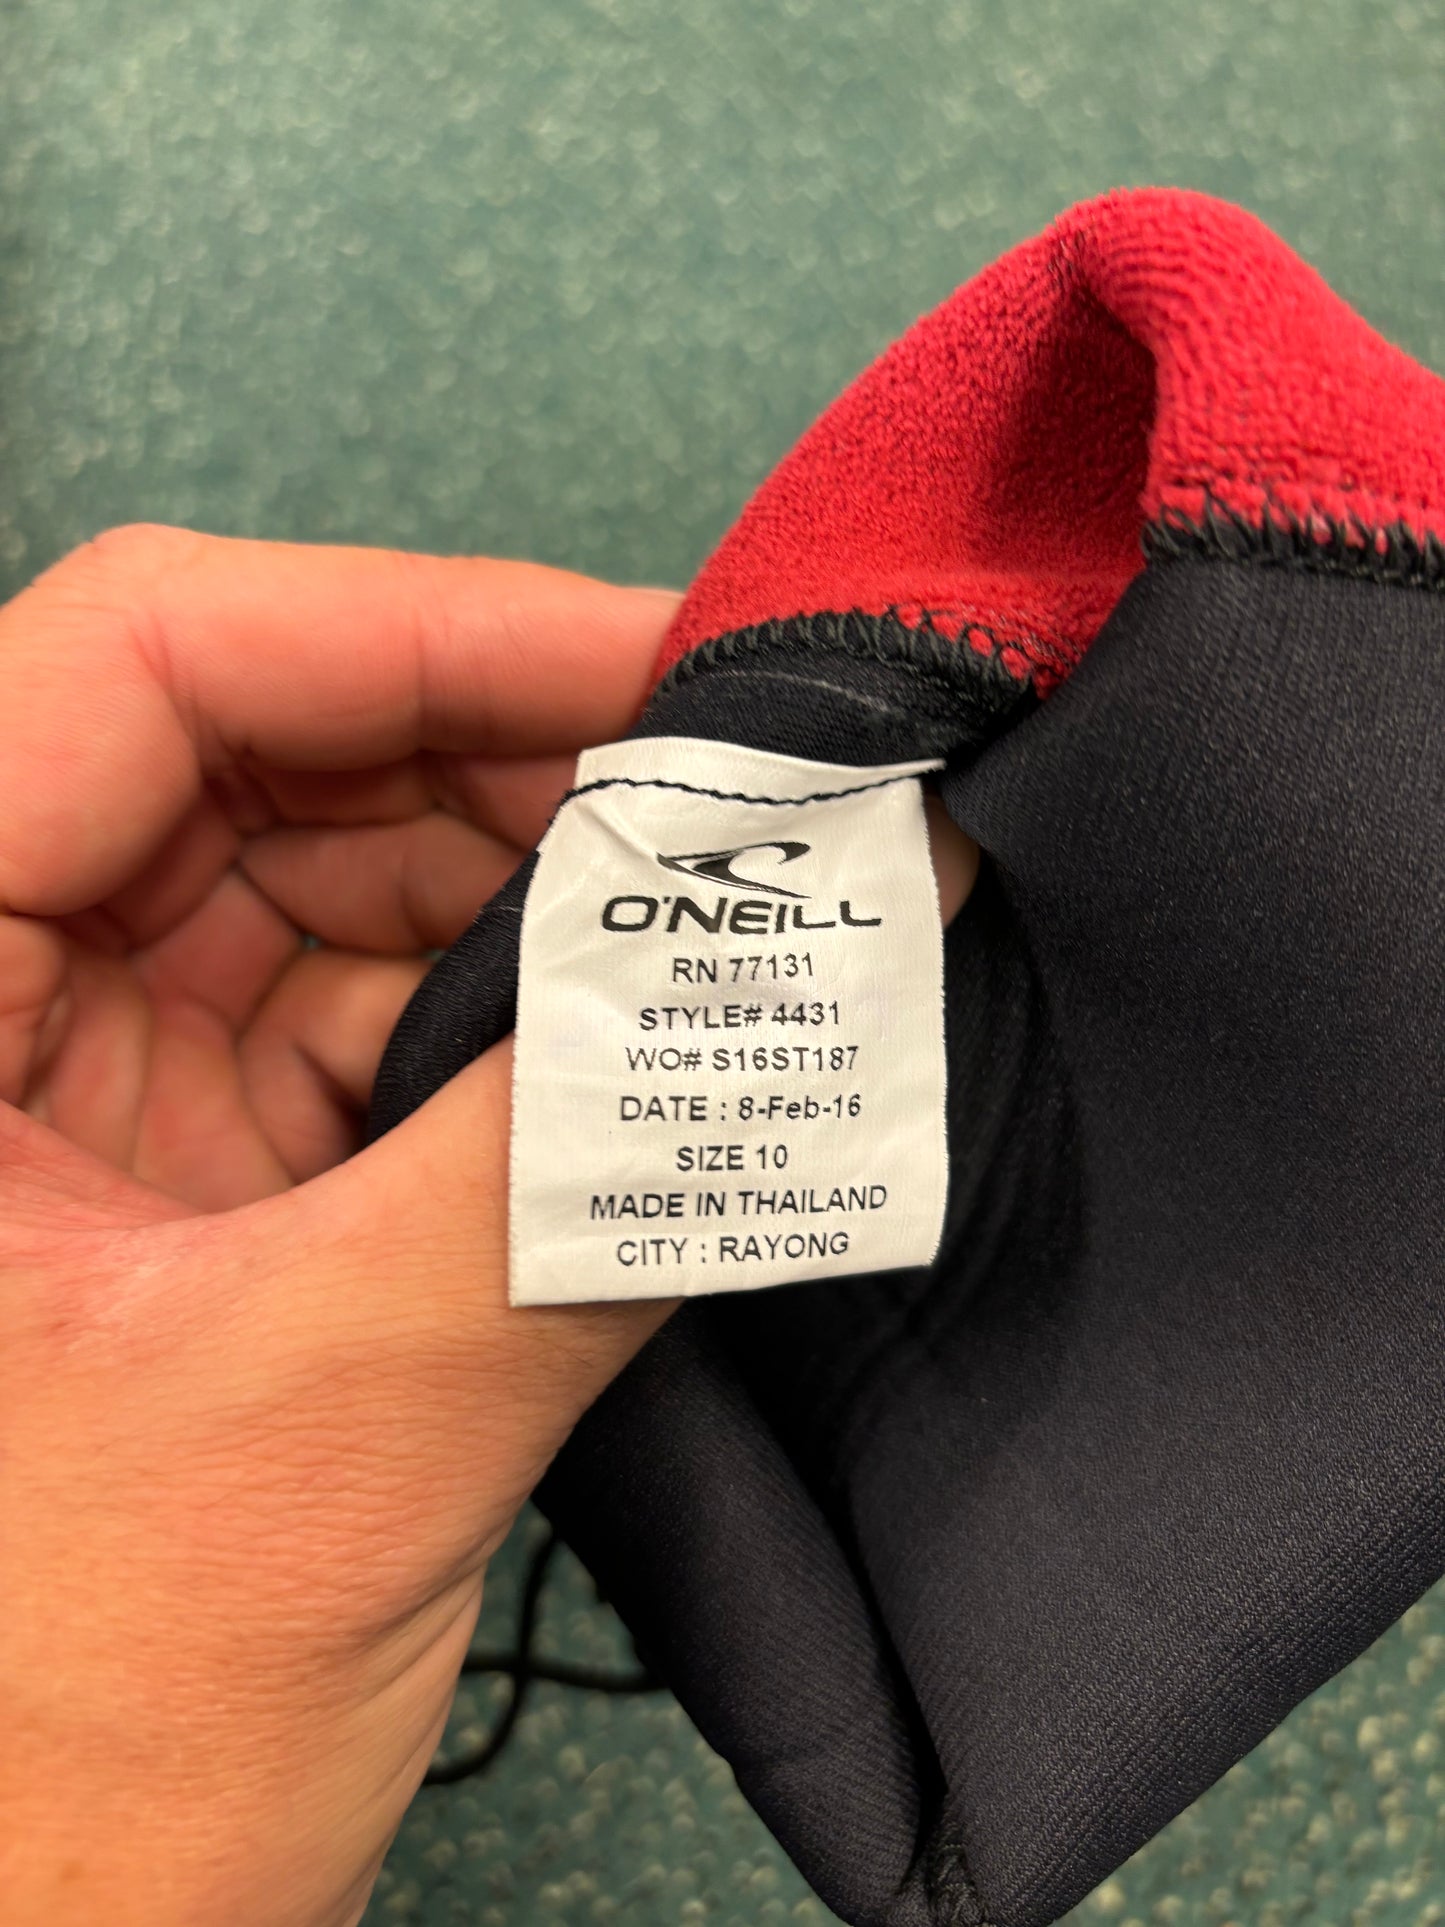 O'NEILL
RN 77131
STYLE# 4431
WO# S16ST187
DATE : 8-Feb-16
SIZE 10
MADE IN THAILAND
CITY : RAYONG